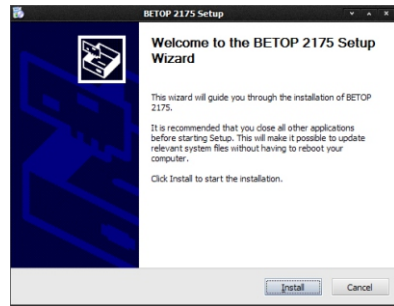 BETOP 2175 Setup
Welcome to the BETOP 2175 Setup
Wizard
This wizard will guide you through the installation of BETOP
2175.
It is recommended that you close all other applications
before starting Setup. This will make it possible to update
relevant system files without having to reboot your
computer.
Click Install to start the installation.
Install
Cancel